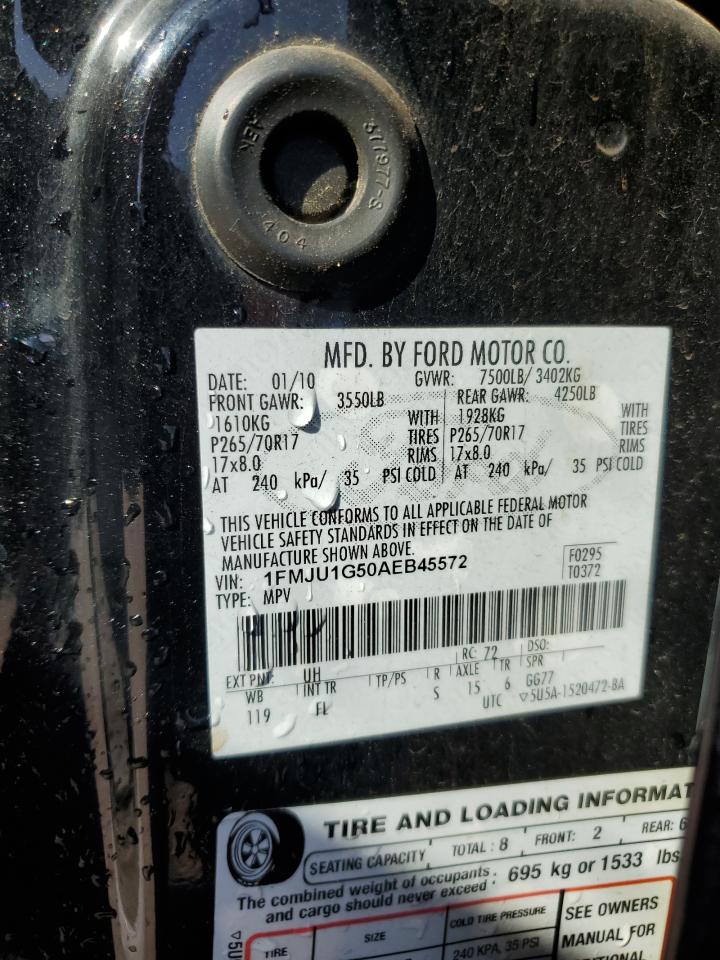 AEK 377977-S
404
MFD. BY FORD MOTOR CO.
DATE: 01/10 GVWR: 7500LB/ 3402KG
FRONT GAWR: 3550LB REAR GAWR: 4250LB
1610KG WITH 1928KG WITH
P265/70R17 TIRES P265/70R17 TIRES
17x8.0 RIMS 17x8.0 RIMS
AT 240 kPa/ 35 PSI COLD AT 240 kPa/ 35 PSI COLD
THIS VEHICLE CONFORMS TO ALL APPLICABLE FEDERAL MOTOR
VEHICLE SAFETY STANDARDS IN EFFECT ON THE DATE OF
MANUFACTURE SHOWN ABOVE.
VIN: 1FMJU1G50AEB45572 F0295
TYPE: MPV T0372
EXT PNT: UH RC: 72 DSO:
WB INT TR TP/PS R AXLE TR SPR
119 FL S 15 6 GG77
UTC ▽5U5A-1520472-BA
TIRE AND LOADING INFORMAT
SEATING CAPACITY TOTAL : 8 FRONT: 2 REAR: 6
The combined weight of occupants
and cargo should never exceed : 695 kg or 1533 lbs
▽5U
TIRE SIZE COLD TIRE PRESSURE SEE OWNERS
240 KPA, 35 PSI MANUAL FOR